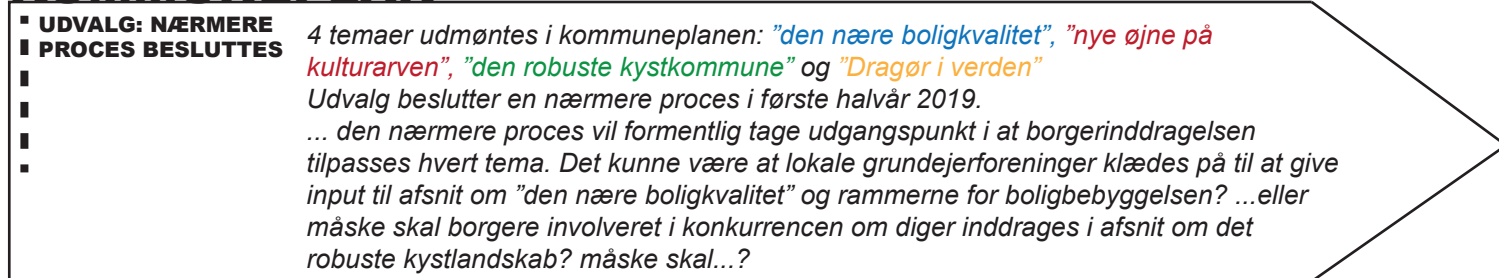 UDVALG: NÆRMERE
PROCES BESLUTTES
4 temaer udmøntes i kommuneplanen: ”den nære boligkvalitet”, ”nye øjne på
kulturarven”, ”den robuste kystkommune” og ”Dragør i verden”
Udvalg beslutter en nærmere proces i første halvår 2019.
... den nærmere proces vil formentlig tage udgangspunkt i at borgerinddragelsen
tilpasses hvert tema. Det kunne være at lokale grundejerforeninger klædes på til at give
input til afsnit om ”den nære boligkvalitet” og rammerne for boligbebyggelsen? ...eller
måske skal borgere involveret i konkurrencen om diger inddrages i afsnit om det
robuste kystlandskab? måske skal...?